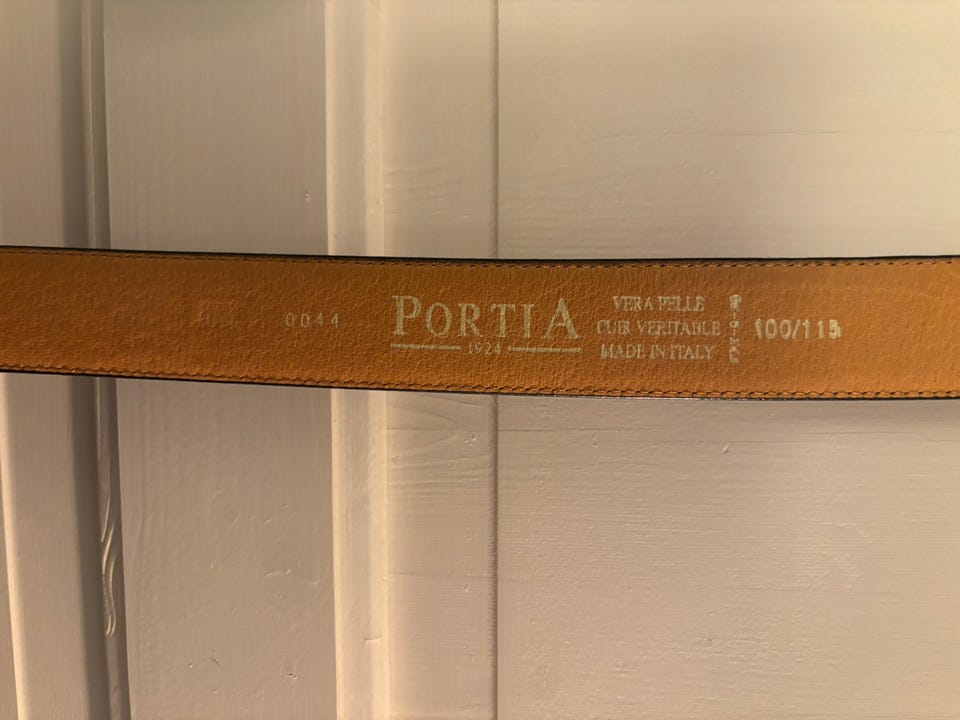 0044
PORTIA
1924
VERA PELLE
CUIR VERITABLE
MADE IN ITALY
100/115